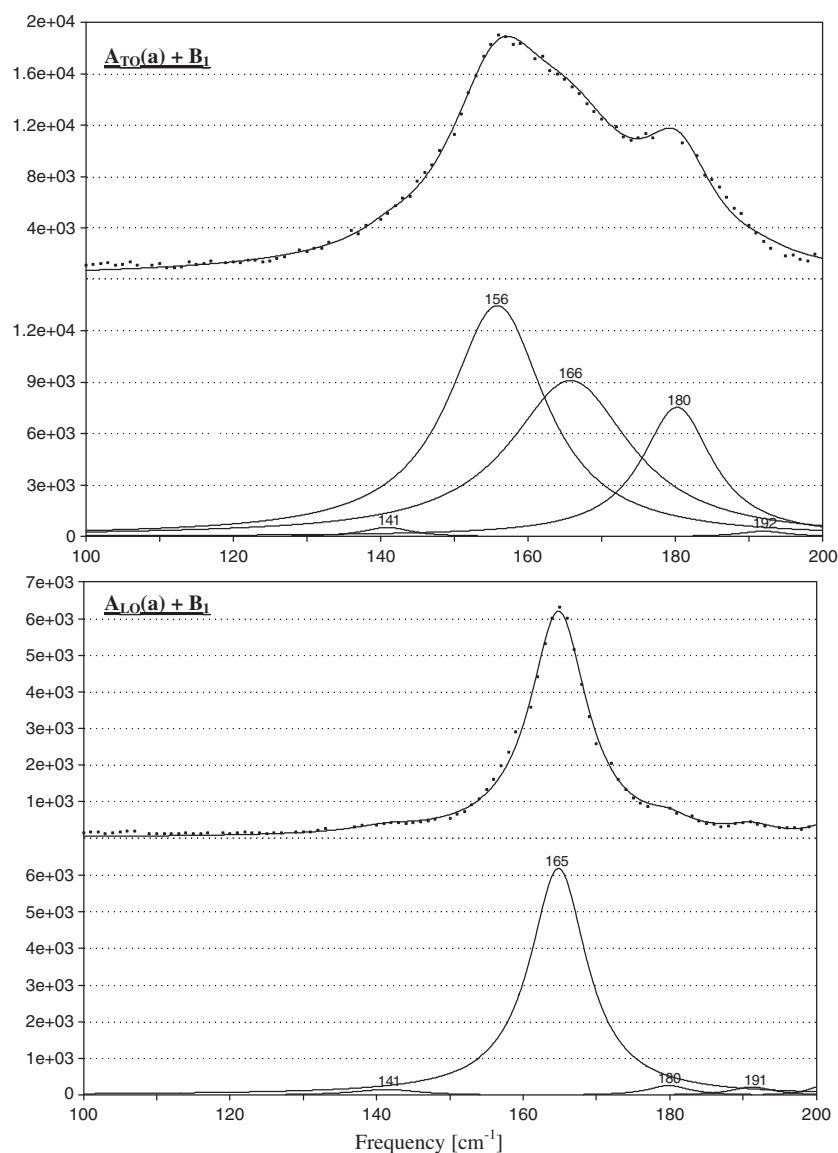 2e+04
A_TO(a) + B_1
1.6e+04
1.2e+04
8e+03
4e+03
156
1.2e+04
166
9e+03
180
6e+03
3e+03
141
192
0
100 120 140 160 180 200
7e+03
A_LO(a) + B_1
6e+03
5e+03
4e+03
3e+03
2e+03
1e+03
165
6e+03
5e+03
4e+03
3e+03
2e+03
1e+03
141 180 191
0
100 120 140 160 180 200
Frequency [cm⁻¹]